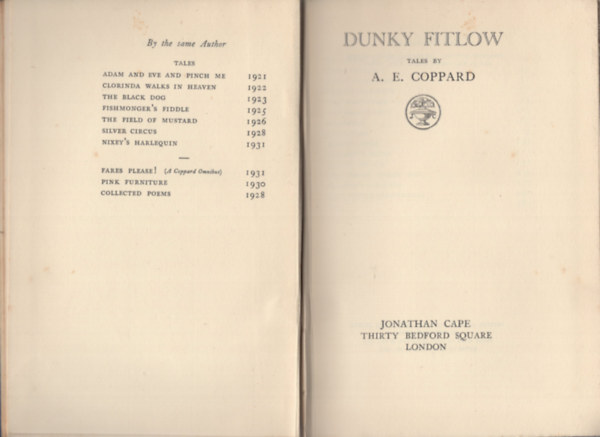 By the same Author
TALES
ADAM AND EVE AND PINCH ME 1921
CLORINDA WALKS IN HEAVEN 1922
THE BLACK DOG 1923
FISHMONGER'S FIDDLE 1925
THE FIELD OF MUSTARD 1926
SILVER CIRCUS 1928
NIXEY'S HARLEQUIN 1931
—
FARES PLEASE! (A Coppard Omnibus) 1931
PINK FURNITURE 1930
COLLECTED POEMS 1928
DUNKY FITLOW
TALES BY
A. E. COPPARD
JONATHAN CAPE
THIRTY BEDFORD SQUARE
LONDON